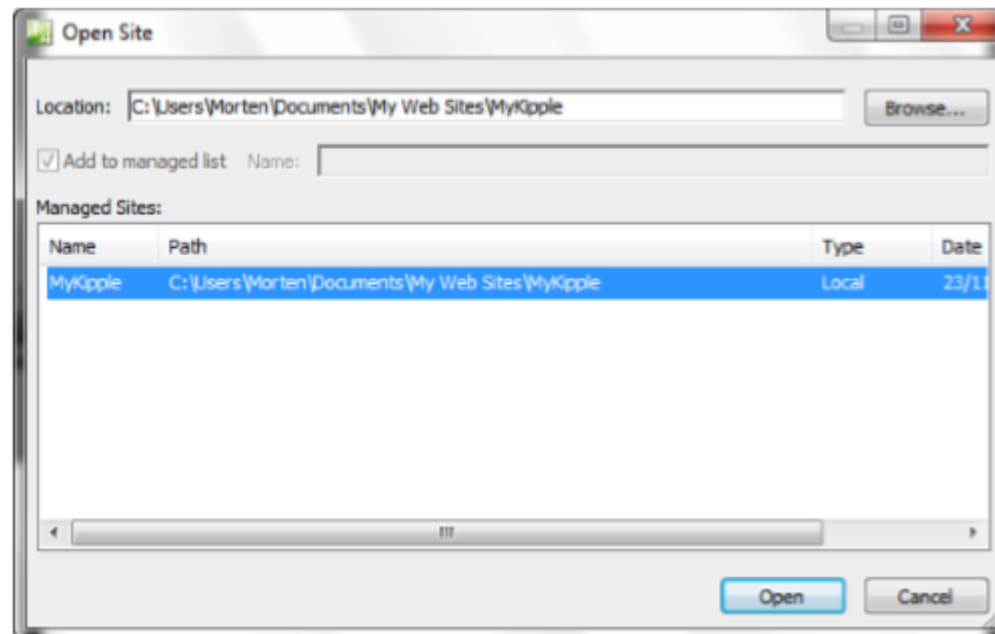 Open Site
Location: C:\Users\Morten\Documents\My Web Sites\MyKipple Browse...
Add to managed list Name:
Managed Sites:
Name Path Type Date
MyKipple C:\Users\Morten\Documents\My Web Sites\MyKipple Local 23/11
Open Cancel